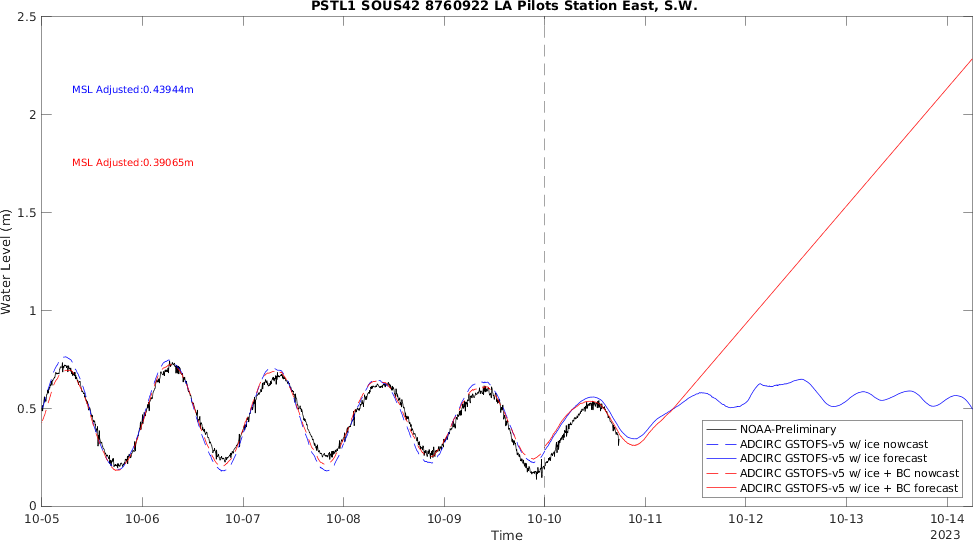 PSTL1 SOUS42 8760922 LA Pilots Station East, S.W.
2.5
MSL Adjusted:0.43944m
2
MSL Adjusted:0.39065m
1.5
Water Level (m)
1
0.5
NOAA-Preliminary
ADCIRC GSTOFS-v5 w/ ice nowcast
ADCIRC GSTOFS-v5 w/ ice forecast
ADCIRC GSTOFS-v5 w/ ice + BC nowcast
ADCIRC GSTOFS-v5 w/ ice + BC forecast
0
10-05 10-06 10-07 10-08 10-09 10-10 10-11 10-12 10-13 10-14
Time 2023